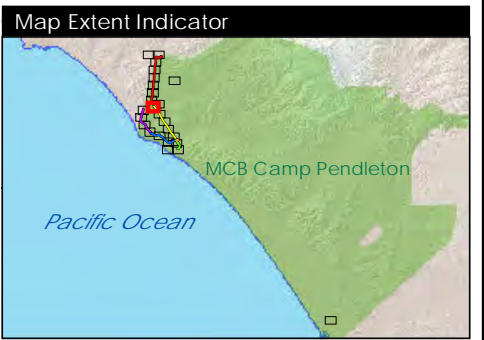 Map Extent Indicator
MCB Camp Pendleton
Pacific Ocean